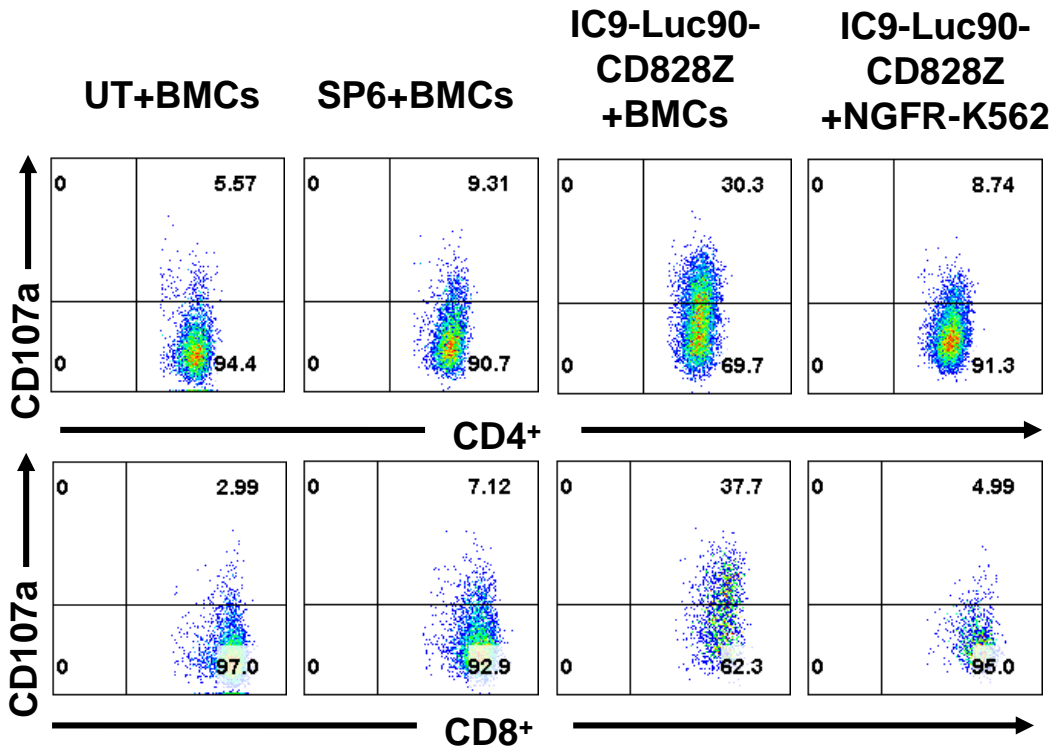 UT+BMCs
SP6+BMCs
IC9-Luc90-
CD828Z
+BMCs
IC9-Luc90-
CD828Z
+NGFR-K562
CD107a
0 5.57
0 94.4
0 9.31
0 90.7
0 30.3
0 69.7
0 8.74
0 91.3
CD4⁺
CD107a
0 2.99
0 97.0
0 7.12
0 92.9
0 37.7
0 62.3
0 4.99
0 95.0
CD8⁺